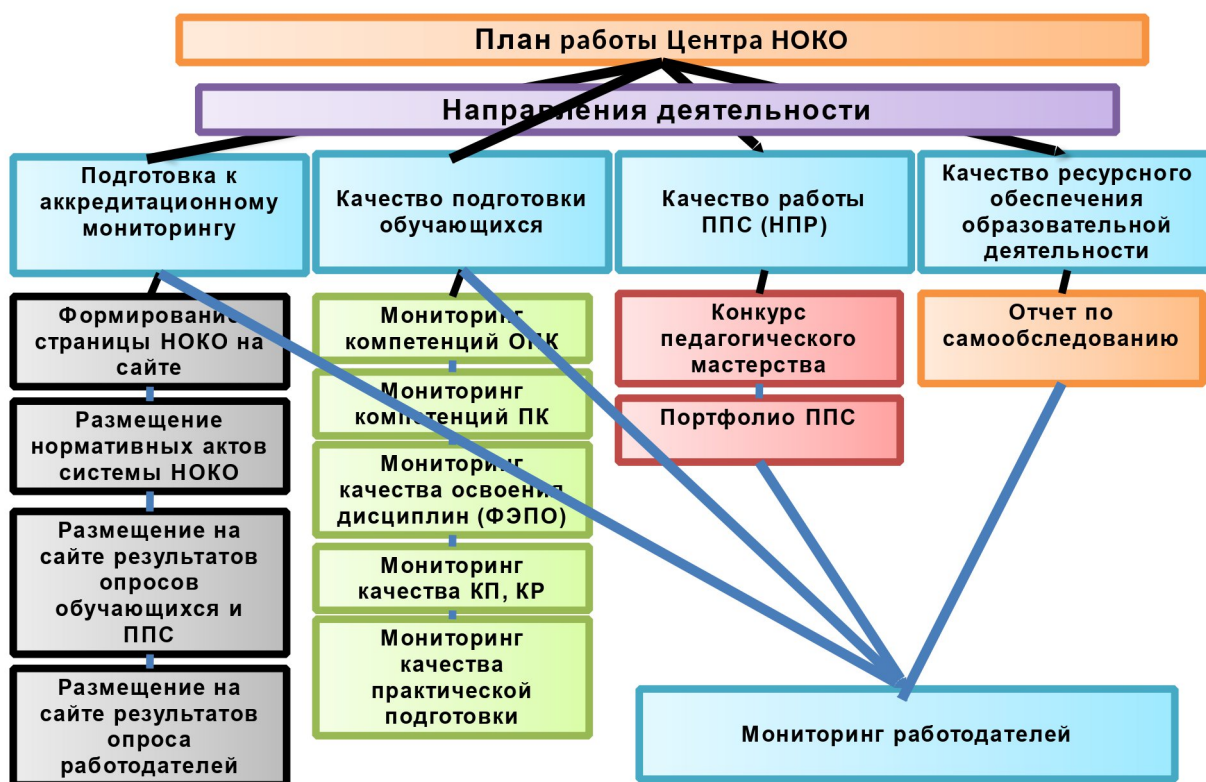 План работы Центра НОКО
Направления деятельности
Подготовка к
аккредитационному
мониторингу
Качество подготовки
обучающихся
Качество работы
ППС (НПР)
Качество ресурсного
обеспечения
образовательной
деятельности
Формирование
страницы НОКО на
сайте
Размещение
нормативных актов
системы НОКО
Размещение на
сайте результатов
опросов
обучающихся и
ППС
Размещение на
сайте результатов
опроса
работодателей
Мониторинг
компетенций ОПК
Мониторинг
компетенций ПК
Мониторинг
качества освоения
дисциплин (ФЭПО)
Мониторинг
качества КП, КР
Мониторинг
качества
практической
подготовки
Конкурс
педагогического
мастерства
Портфолио ППС
Отчет по
самообследованию
Мониторинг работодателей